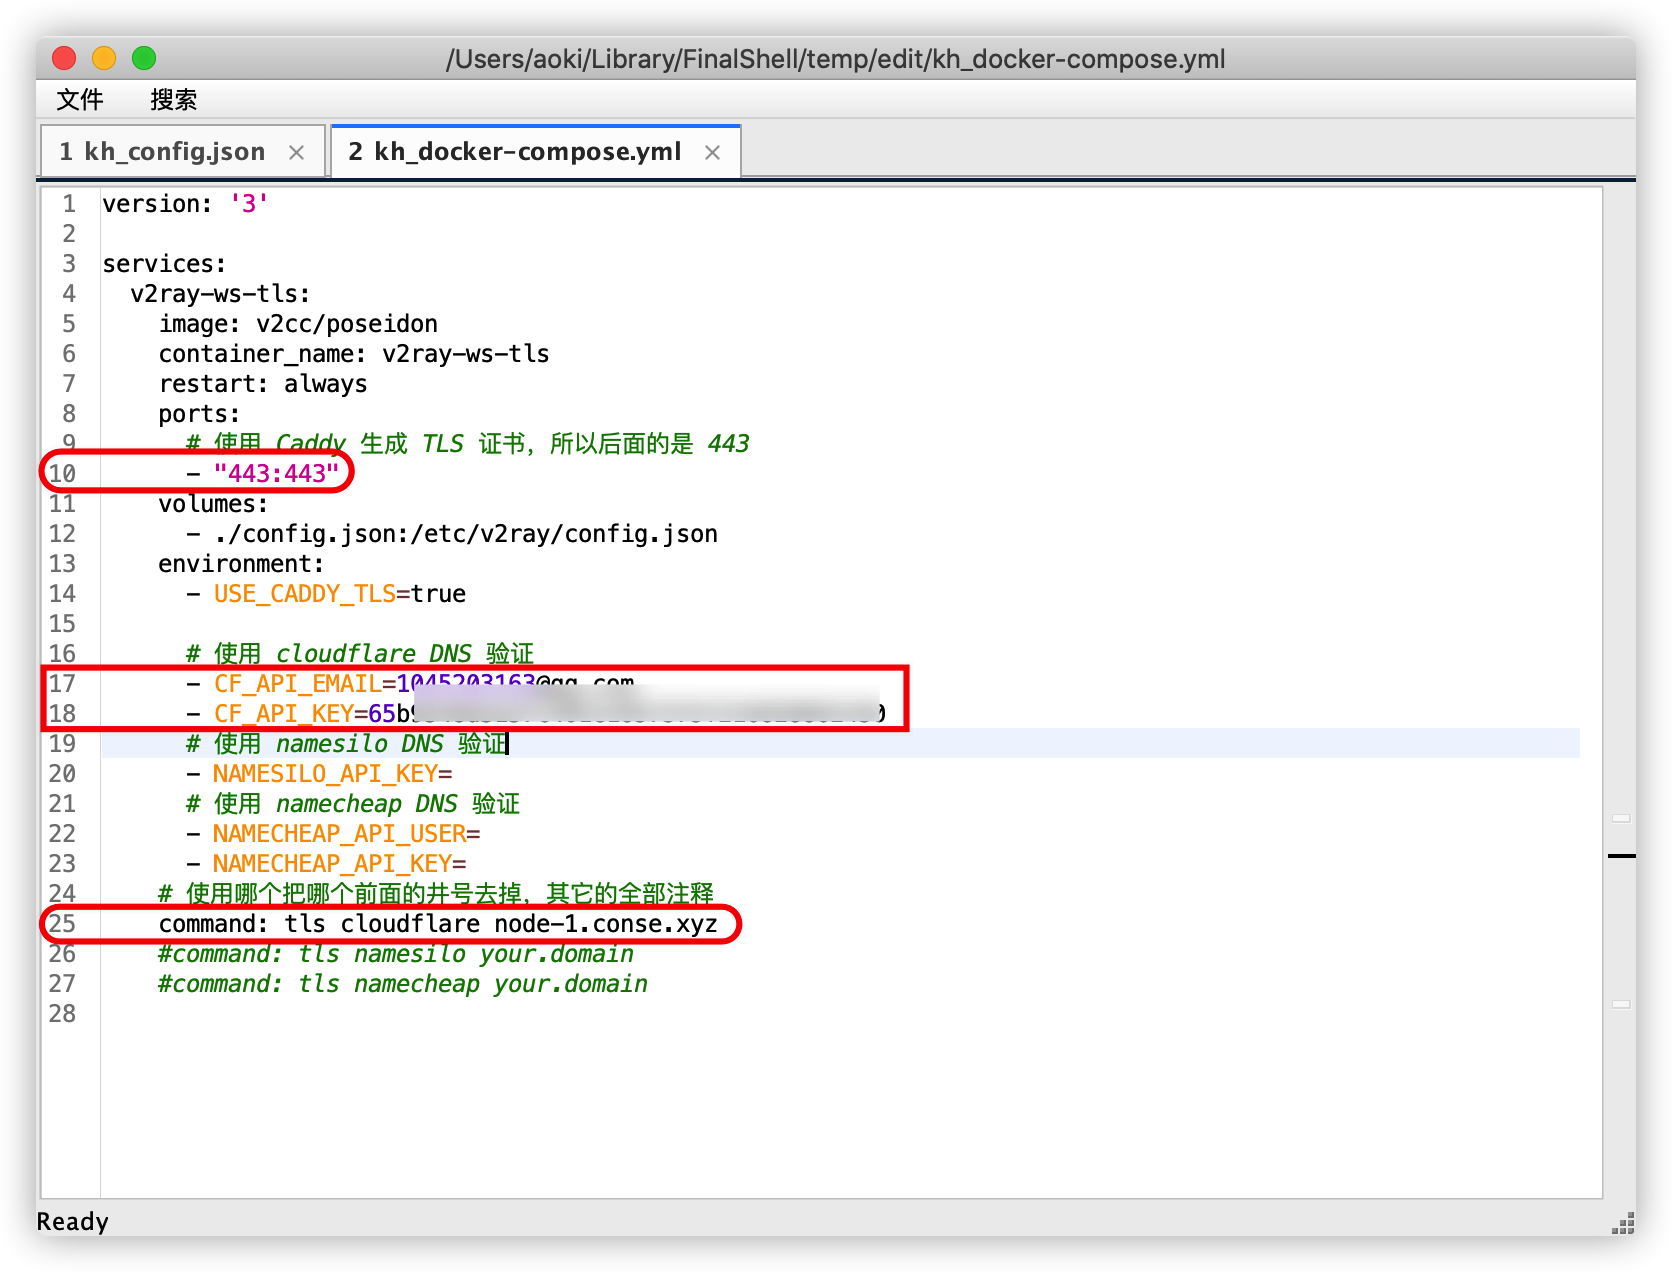 /Users/aoki/Library/FinalShell/temp/edit/kh_docker-compose.yml
文件 搜索
1 kh_config.json × 2 kh_docker-compose.yml ×
1 version: '3'
2
3 services:
4 v2ray-ws-tls:
5 image: v2cc/poseidon
6 container_name: v2ray-ws-tls
7 restart: always
8 ports:
9 # 使用 Caddy 生成 TLS 证书，所以后面的是 443
10 - "443:443"
11 volumes:
12 - ./config.json:/etc/v2ray/config.json
13 environment:
14 - USE_CADDY_TLS=true
15
16 # 使用 cloudflare DNS 验证
17 - CF_API_EMAIL=1045203163@qq.com
18 - CF_API_KEY=65b
19 # 使用 namesilo DNS 验证
20 - NAMESILO_API_KEY=
21 # 使用 namecheap DNS 验证
22 - NAMECHEAP_API_USER=
23 - NAMECHEAP_API_KEY=
24 # 使用哪个把哪个前面的井号去掉，其它的全部注释
25 command: tls cloudflare node-1.conse.xyz
26 #command: tls namesilo your.domain
27 #command: tls namecheap your.domain
28
Ready